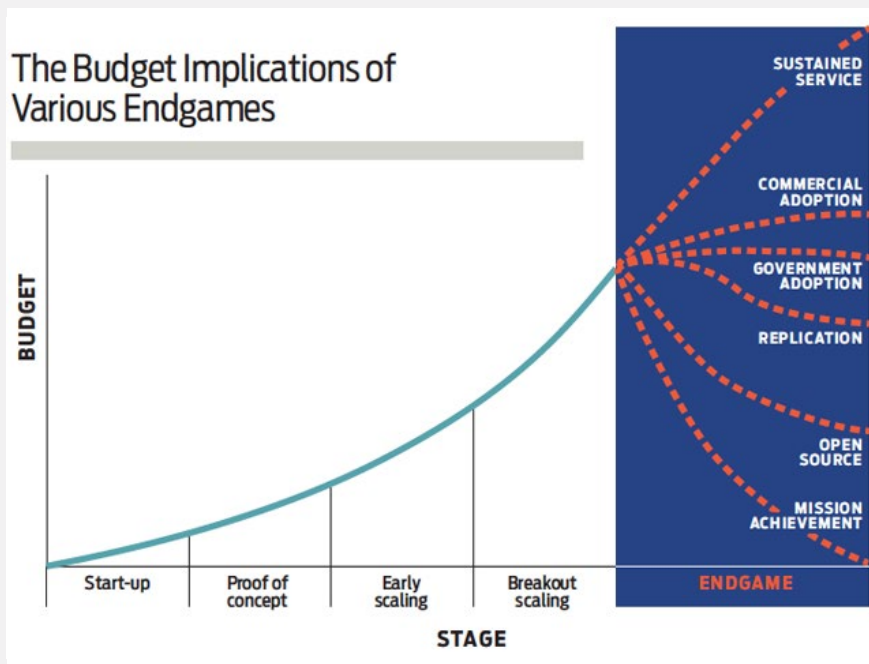 The Budget Implications of
Various Endgames
SUSTAINED
SERVICE
COMMERCIAL
ADOPTION
GOVERNMENT
ADOPTION
REPLICATION
OPEN
SOURCE
MISSION
ACHIEVEMENT
BUDGET
Start-up
Proof of
concept
Early
scaling
Breakout
scaling
ENDGAME
STAGE